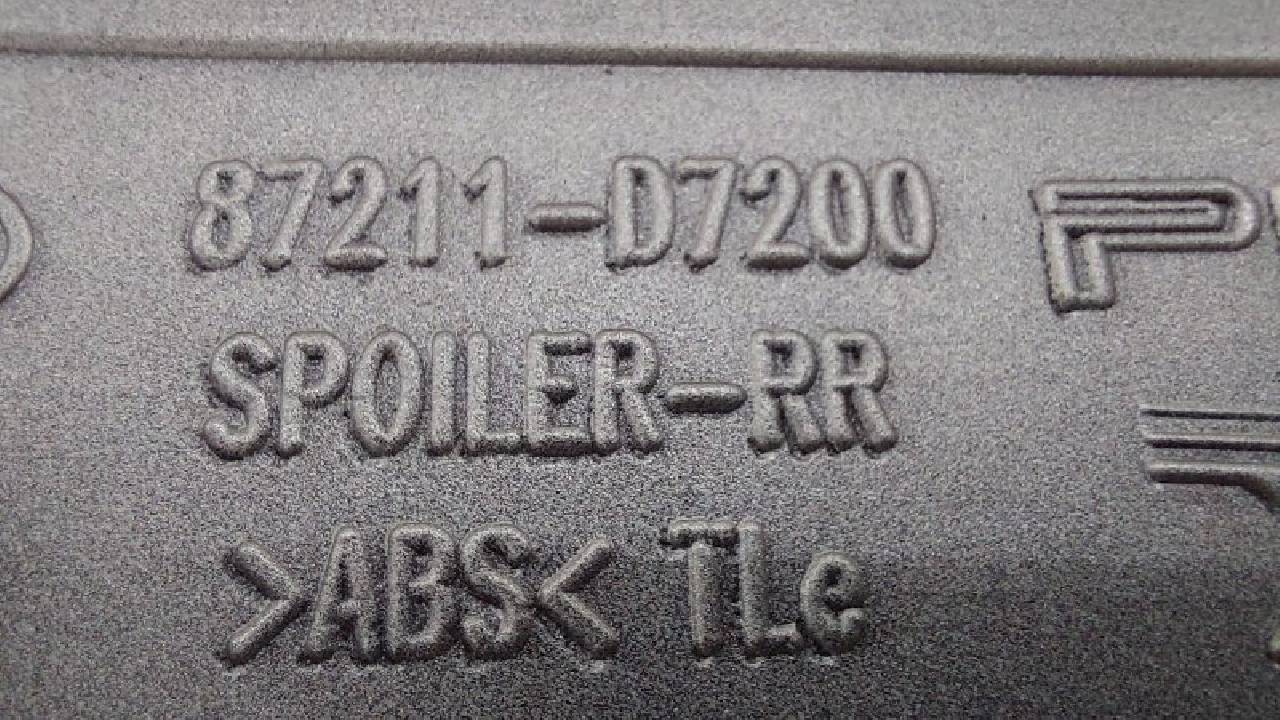 87211-D7200
SPOILER-RR
>ABS< TLe